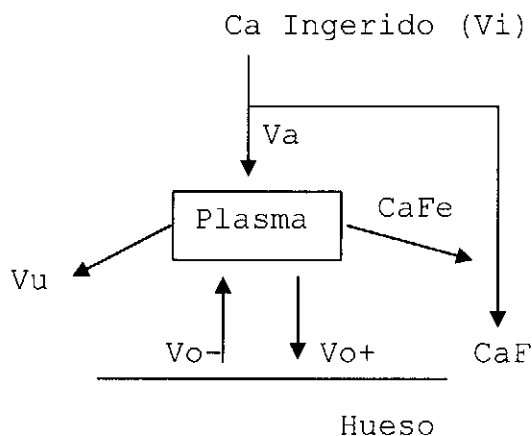 Ca Ingerido (Vi)
Va
Plasma
CaFe
Vu
Vo-
Vo+
CaF
Hueso